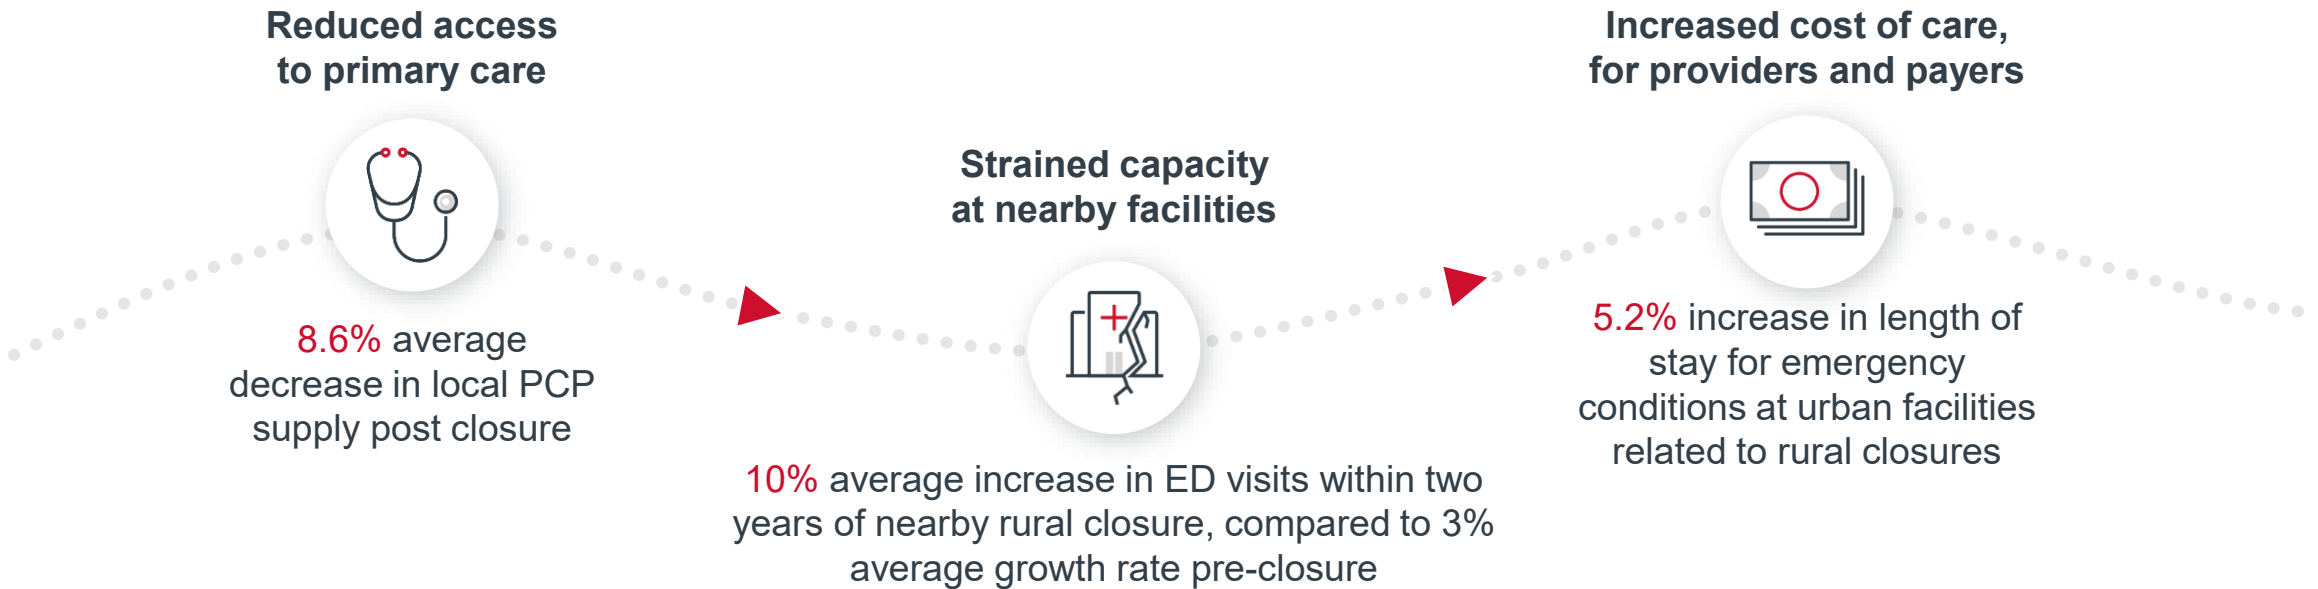 Reduced access
to primary care
8.6% average
decrease in local PCP
supply post closure
Strained capacity
at nearby facilities
10% average increase in ED visits within two
years of nearby rural closure, compared to 3%
average growth rate pre-closure
Increased cost of care,
for providers and payers
5.2% increase in length of
stay for emergency
conditions at urban facilities
related to rural closures